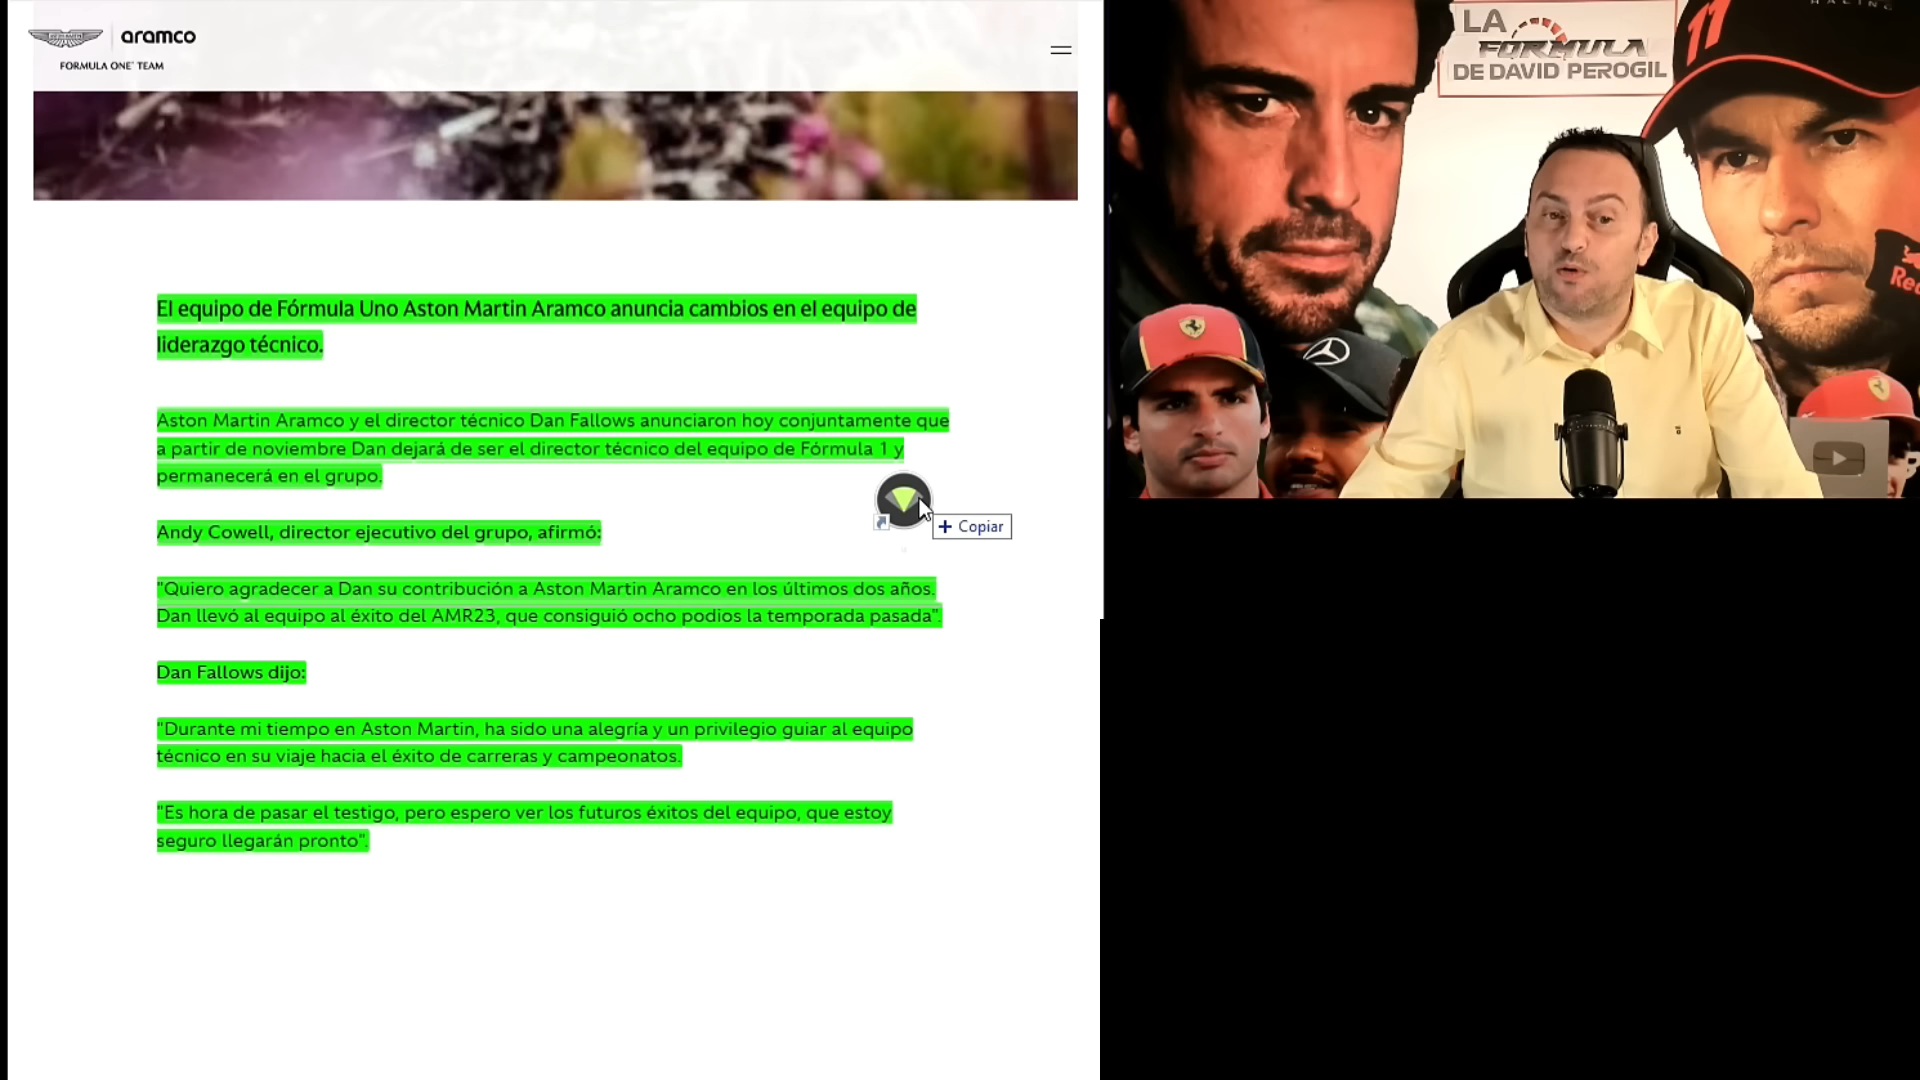 aramco
FORMULA ONE™ TEAM
El equipo de Fórmula Uno Aston Martin Aramco anuncia cambios en el equipo de
liderazgo técnico.
Aston Martin Aramco y el director técnico Dan Fallows anunciaron hoy conjuntamente que
a partir de noviembre Dan dejará de ser el director técnico del equipo de Fórmula 1 y
permanecerá en el grupo.
Andy Cowell, director ejecutivo del grupo, afirmó:
"Quiero agradecer a Dan su contribución a Aston Martin Aramco en los últimos dos años.
Dan llevó al equipo al éxito del AMR23, que consiguió ocho podios la temporada pasada".
Dan Fallows dijo:
"Durante mi tiempo en Aston Martin, ha sido una alegría y un privilegio guiar al equipo
técnico en su viaje hacia el éxito de carreras y campeonatos.
"Es hora de pasar el testigo, pero espero ver los futuros éxitos del equipo, que estoy
seguro llegarán pronto".
+ Copiar
LA
FORMULA
DE DAVID PEROGIL
11
RACING
Red